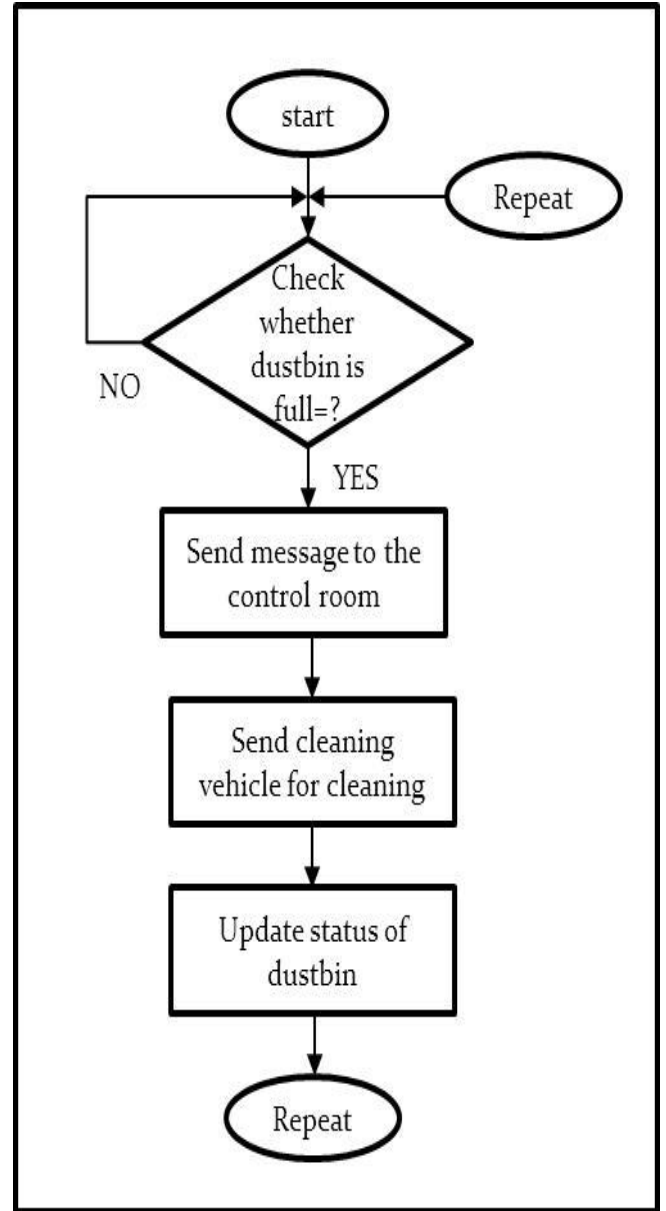 start
Repeat
Check
whether
dustbin is
full=?
NO
YES
Send message to the
control room
Send cleaning
vehicle for cleaning
Update status of
dustbin
Repeat